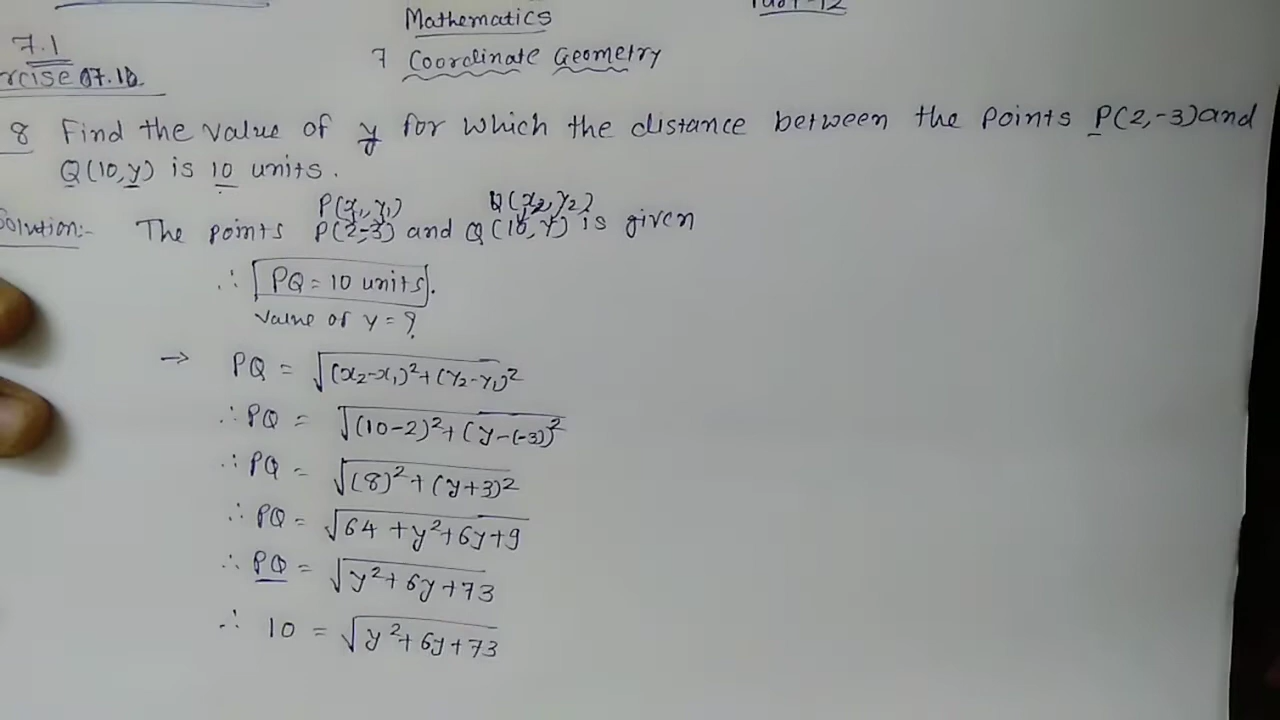 Mathematics
7.1
7 Coordinate Geometry
rcise 07.1
8 Find the value of y for which the distance between the points P(2,-3) and
Q(10,y) is 10 units.
P(x₁,y₁) Q(x₂,y₂)
Solution:- The points P(2-3) and Q(10,y) is given
∴ PQ = 10 units.
value of y = ?
→ PQ = √(x₂-x₁)²+(y₂-y₁)²
∴ PQ = √(10-2)²+(y-(-3))²
∴ PQ = √(8)²+(y+3)²
∴ PQ = √64 + y²+6y+9
∴ PQ = √y²+6y+73
∴ 10 = √y²+6y+73